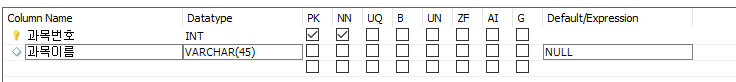 Column Name Datatype PK NN UQ B UN ZF AI G Default/Expression
과목번호 INT
과목이름 VARCHAR(45) NULL